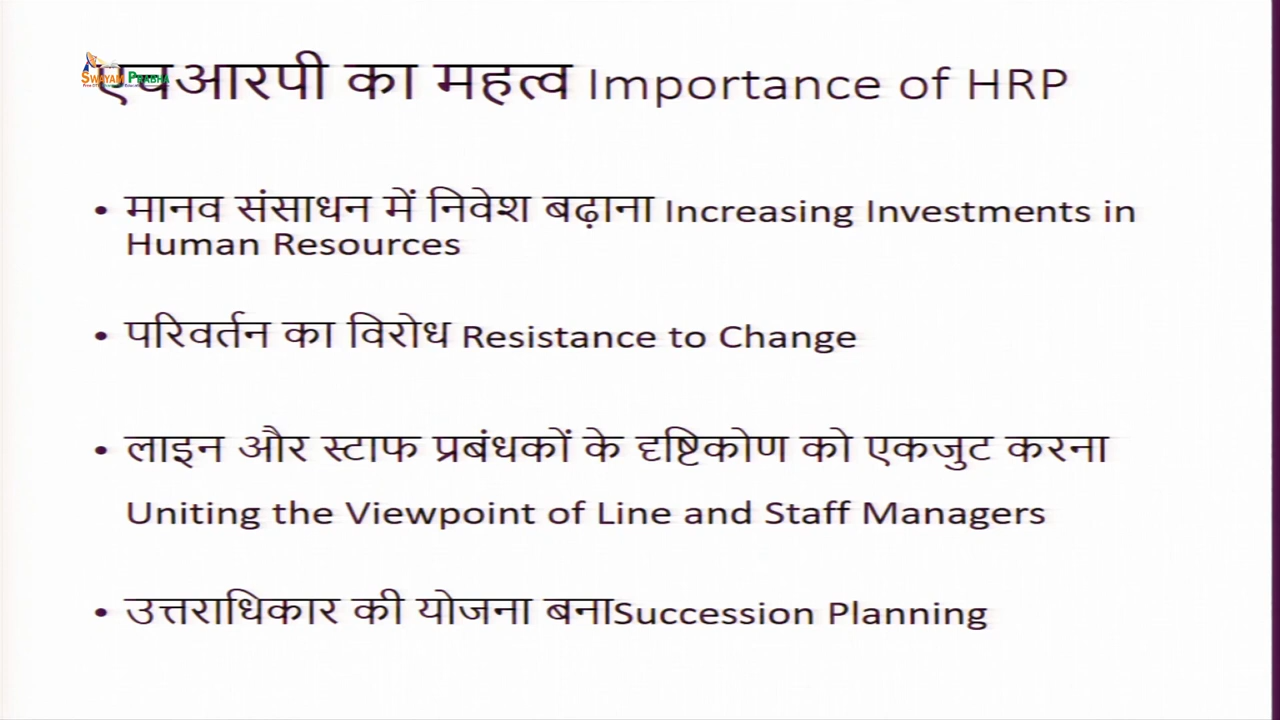 SWAYAM PRABHA
एचआरपी का महत्व Importance of HRP
• मानव संसाधन में निवेश बढ़ाना Increasing Investments in
Human Resources
• परिवर्तन का विरोध Resistance to Change
• लाइन और स्टाफ प्रबंधकों के दृष्टिकोण को एकजुट करना
Uniting the Viewpoint of Line and Staff Managers
• उत्तराधिकार की योजना बनाSuccession Planning